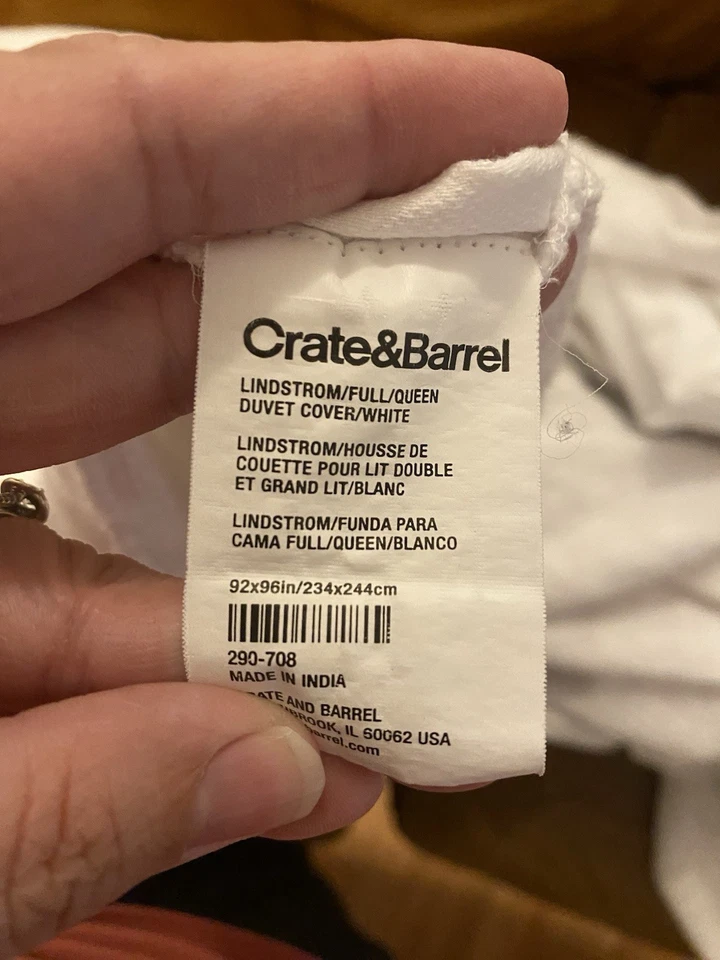 Crate&Barrel
LINDSTROM/FULL/QUEEN
DUVET COVER/WHITE
LINDSTROM/HOUSSE DE
COUETTE POUR LIT DOUBLE
ET GRAND LIT/BLANC
LINDSTROM/FUNDA PARA
CAMA FULL/QUEEN/BLANCO
92x96in/234x244cm
290-708
MADE IN INDIA
AND BARREL
IL 60062 USA